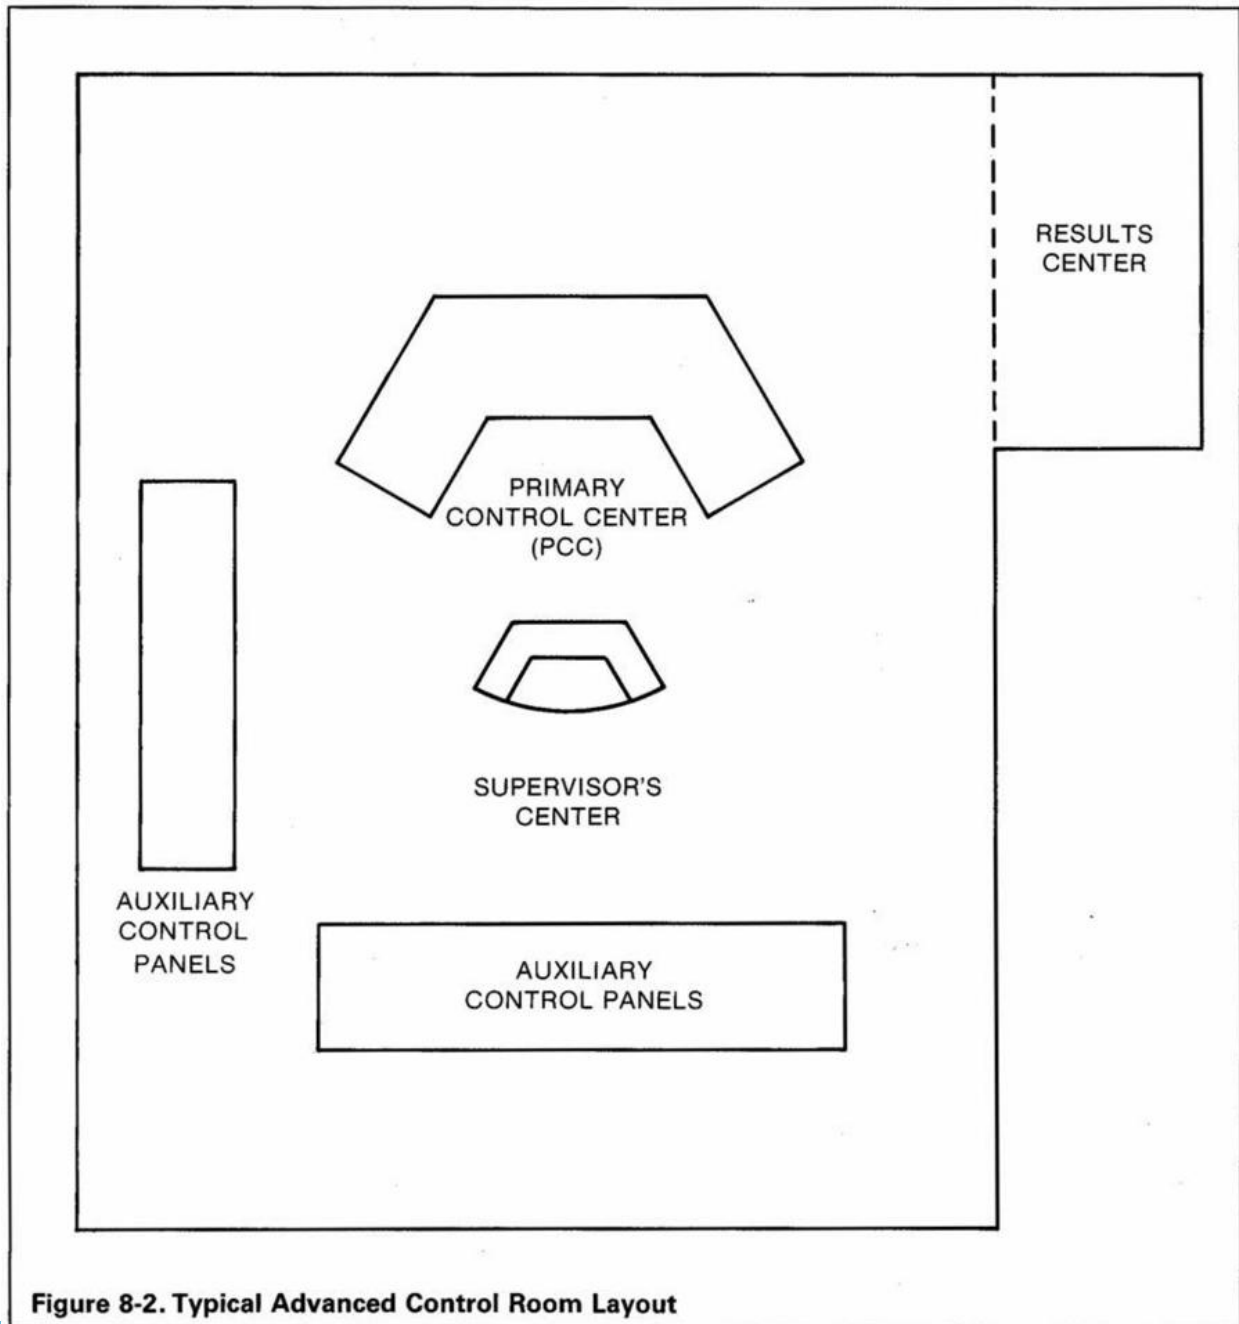 RESULTS
CENTER
PRIMARY
CONTROL CENTER
(PCC)
SUPERVISOR'S
CENTER
AUXILIARY
CONTROL
PANELS
AUXILIARY
CONTROL PANELS
Figure 8-2. Typical Advanced Control Room Layout